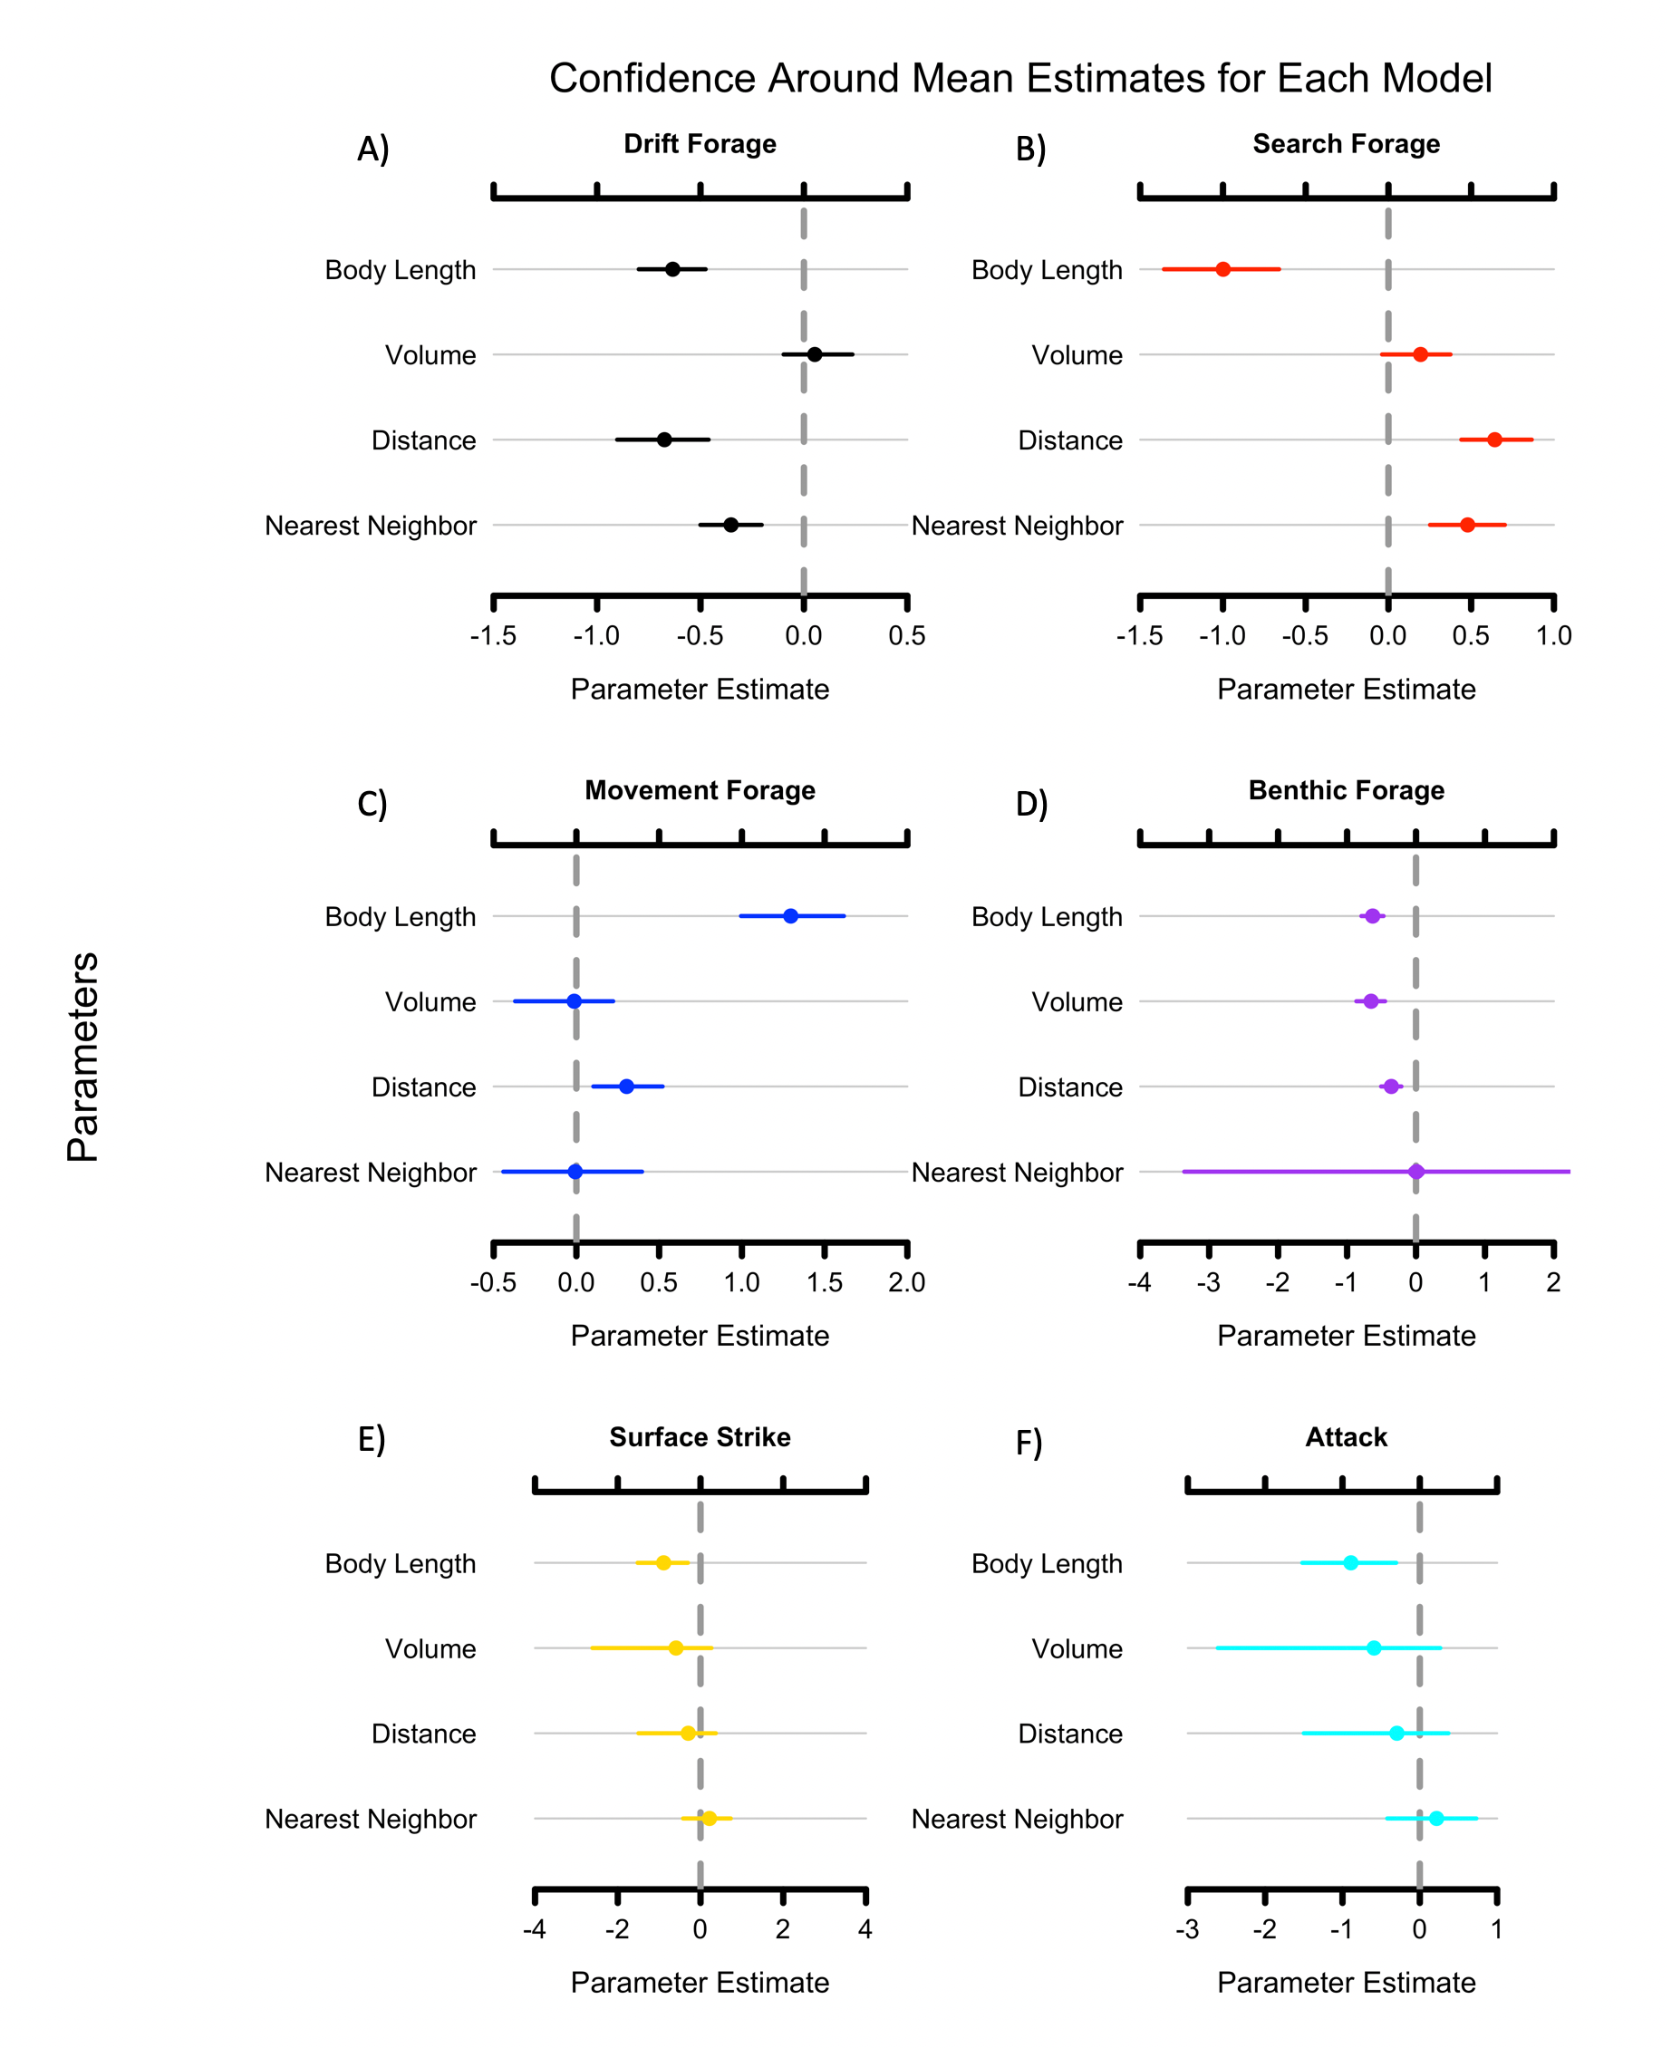 Confidence Around Mean Estimates for Each Model
Parameters
A)
Drift Forage
Body Length
Volume
Distance
Nearest Neighbor
-1.5 -1.0 -0.5 0.0 0.5
Parameter Estimate
B)
Search Forage
Body Length
Volume
Distance
Nearest Neighbor
-1.5 -1.0 -0.5 0.0 0.5 1.0
Parameter Estimate
C)
Movement Forage
Body Length
Volume
Distance
Nearest Neighbor
-0.5 0.0 0.5 1.0 1.5 2.0
Parameter Estimate
D)
Benthic Forage
Body Length
Volume
Distance
Nearest Neighbor
-4 -3 -2 -1 0 1 2
Parameter Estimate
E)
Surface Strike
Body Length
Volume
Distance
Nearest Neighbor
-4 -2 0 2 4
Parameter Estimate
F)
Attack
Body Length
Volume
Distance
Nearest Neighbor
-3 -2 -1 0 1
Parameter Estimate